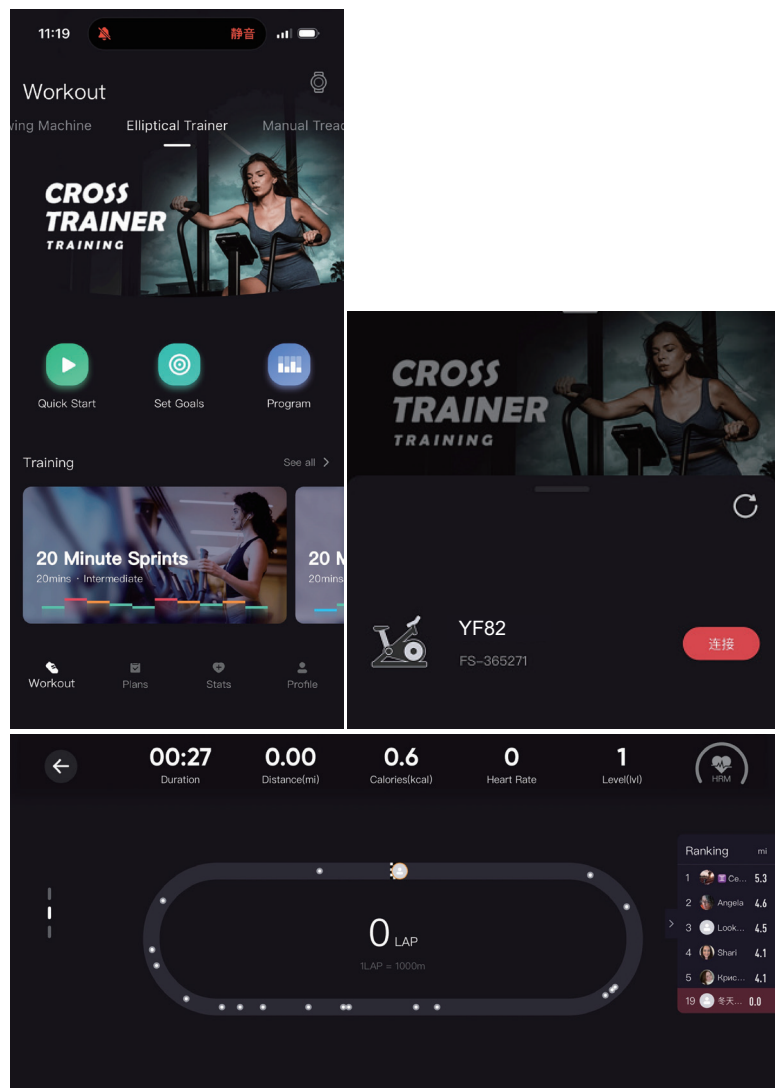 11:19
静音
Workout
ving Machine
Elliptical Trainer
Manual Tread
CROSS
TRAINER
TRAINING
Quick Start
Set Goals
Program
Training
See all
20 Minute Sprints
20mins · Intermediate
20 M
20mins
Workout
Plans
Stats
Profile
CROSS
TRAINER
TRAINING
YF82
FS-365271
连接
00:27
Duration
0.00
Distance(mi)
0.6
Calories(kcal)
0
Heart Rate
1
Level(lvl)
HRM
0 LAP
1LAP = 1000m
Ranking mi
1 Ce... 5.3
2 Angela 4.6
3 Look... 4.5
4 Shari 4.1
5 Крис... 4.1
19 冬天... 0.0